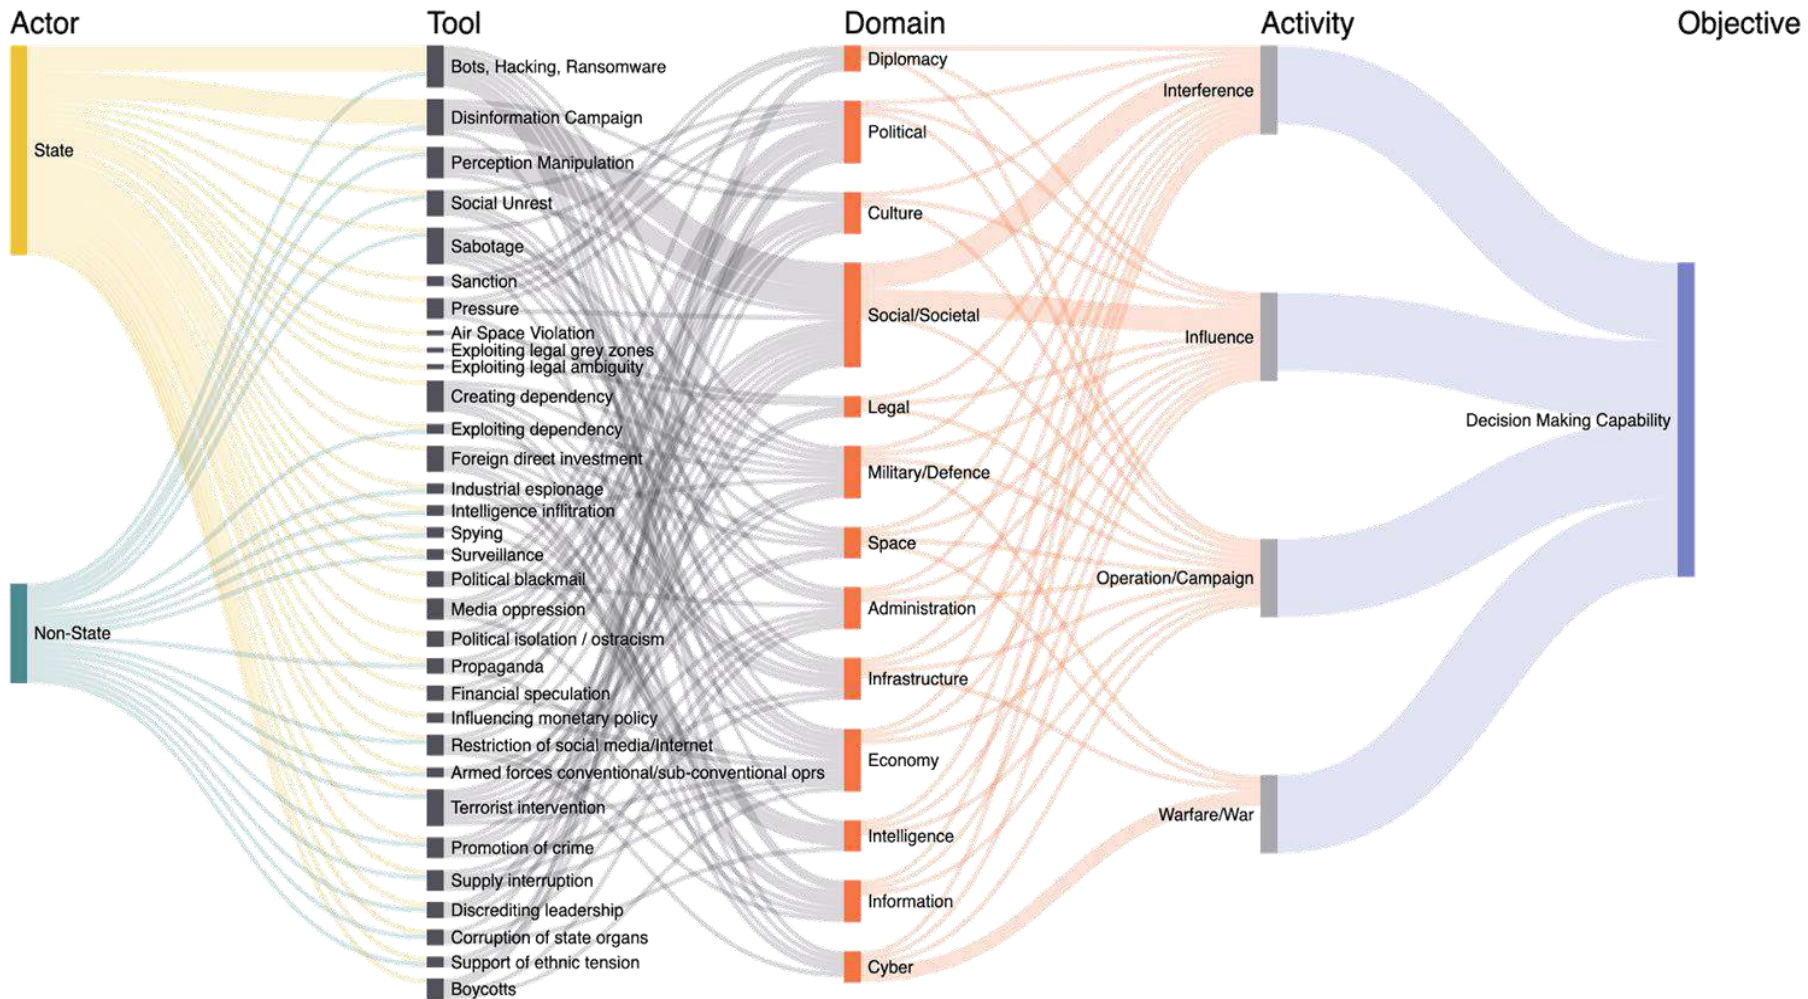 Actor
Tool
Domain
Activity
Objective
State
Non-State
Bots, Hacking, Ransomware
Disinformation Campaign
Perception Manipulation
Social Unrest
Sabotage
Sanction
Pressure
Air Space Violation
Exploiting legal grey zones
Exploiting legal ambiguity
Creating dependency
Exploiting dependency
Foreign direct investment
Industrial espionage
Intelligence inflitration
Spying
Surveillance
Political blackmail
Media oppression
Political isolation / ostracism
Propaganda
Financial speculation
Influencing monetary policy
Restriction of social media/Internet
Armed forces conventional/sub-conventional oprs
Terrorist intervention
Promotion of crime
Supply interruption
Discrediting leadership
Corruption of state organs
Support of ethnic tension
Boycotts
Diplomacy
Political
Culture
Social/Societal
Legal
Military/Defence
Space
Administration
Infrastructure
Economy
Intelligence
Information
Cyber
Interference
Influence
Operation/Campaign
Warfare/War
Decision Making Capability